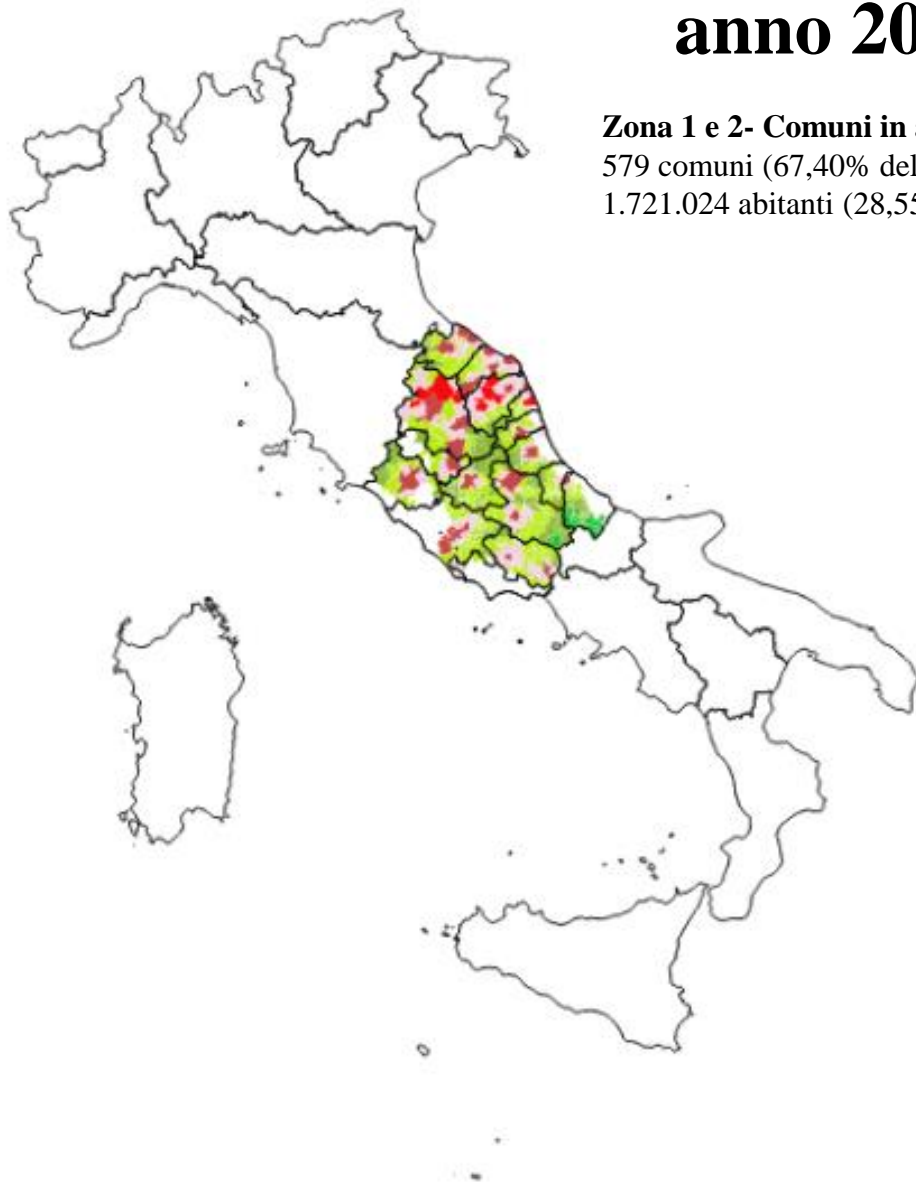 anno 20
Zona 1 e 2- Comuni in
579 comuni (67,40% del
1.721.024 abitanti (28,55